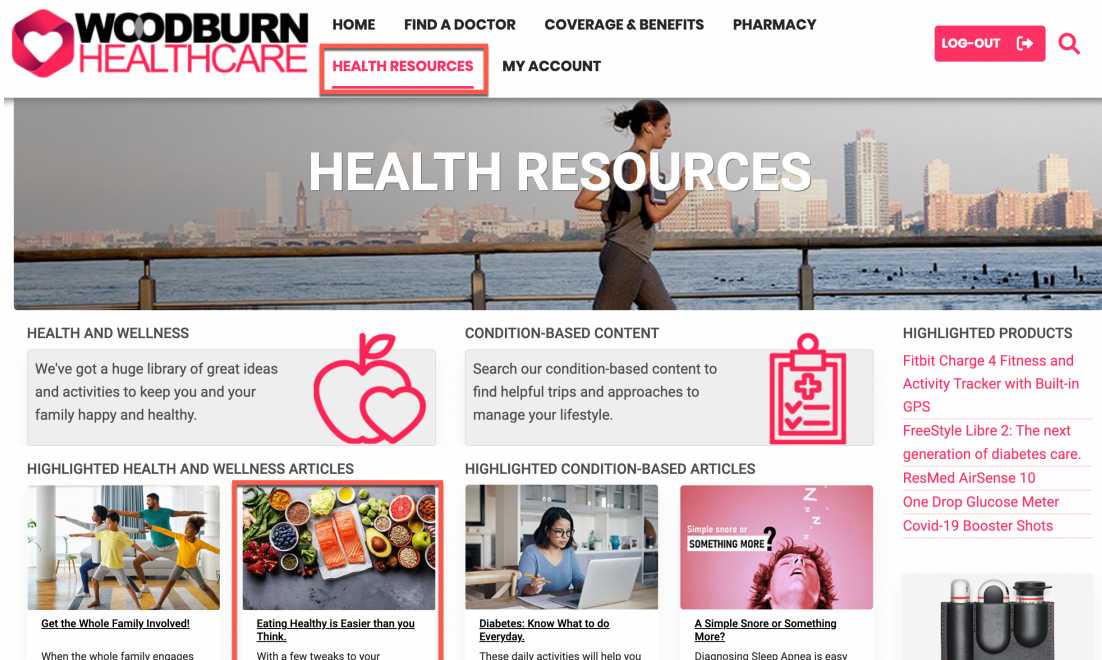 WOODBURN
HEALTHCARE
HOME FIND A DOCTOR COVERAGE & BENEFITS PHARMACY
HEALTH RESOURCES MY ACCOUNT
LOG-OUT
HEALTH RESOURCES
HEALTH AND WELLNESS
We've got a huge library of great ideas
and activities to keep you and your
family happy and healthy.
CONDITION-BASED CONTENT
Search our condition-based content to
find helpful trips and approaches to
manage your lifestyle.
HIGHLIGHTED PRODUCTS
Fitbit Charge 4 Fitness and
Activity Tracker with Built-in
GPS
FreeStyle Libre 2: The next
generation of diabetes care.
ResMed AirSense 10
One Drop Glucose Meter
Covid-19 Booster Shots
HIGHLIGHTED HEALTH AND WELLNESS ARTICLES
Get the Whole Family Involved!
When the whole family engages
Eating Healthy is Easier than you
Think.
With a few tweaks to your
HIGHLIGHTED CONDITION-BASED ARTICLES
Diabetes: Know What to do
Everyday.
These daily activities will help you
Simple snore or
SOMETHING MORE?
Z
Z
Z
Z
A Simple Snore or Something
More?
Diagnosing Sleep Apnea is easy